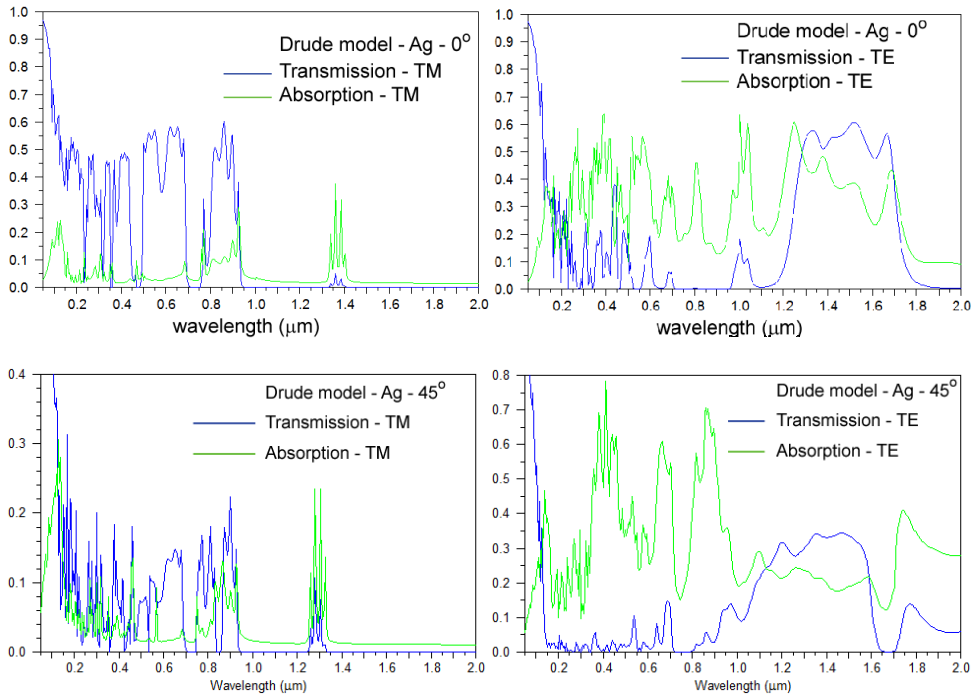 1.0
0.9
0.8
0.7
0.6
0.5
0.4
0.3
0.2
0.1
0.0
Drude model - Ag - 0°
Transmission - TM
Absorption - TM
0.2 0.4 0.6 0.8 1.0 1.2 1.4 1.6 1.8 2.0
wavelength (μm)
1.0
0.9
0.8
0.7
0.6
0.5
0.4
0.3
0.2
0.1
0.0
Drude model - Ag - 0°
Transmission - TE
Absorption - TE
0.2 0.4 0.6 0.8 1.0 1.2 1.4 1.6 1.8 2.0
wavelength (μm)
0.4
0.3
0.2
0.1
0.0
Drude model - Ag - 45°
Transmission - TM
Absorption - TM
0.2 0.4 0.6 0.8 1.0 1.2 1.4 1.6 1.8 2.0
Wavelength (μm)
0.8
0.7
0.6
0.5
0.4
0.3
0.2
0.1
0.0
Drude model - Ag - 45°
Transmission - TE
Absorption - TE
0.2 0.4 0.6 0.8 1.0 1.2 1.4 1.6 1.8 2.0
Wavelength (μm)